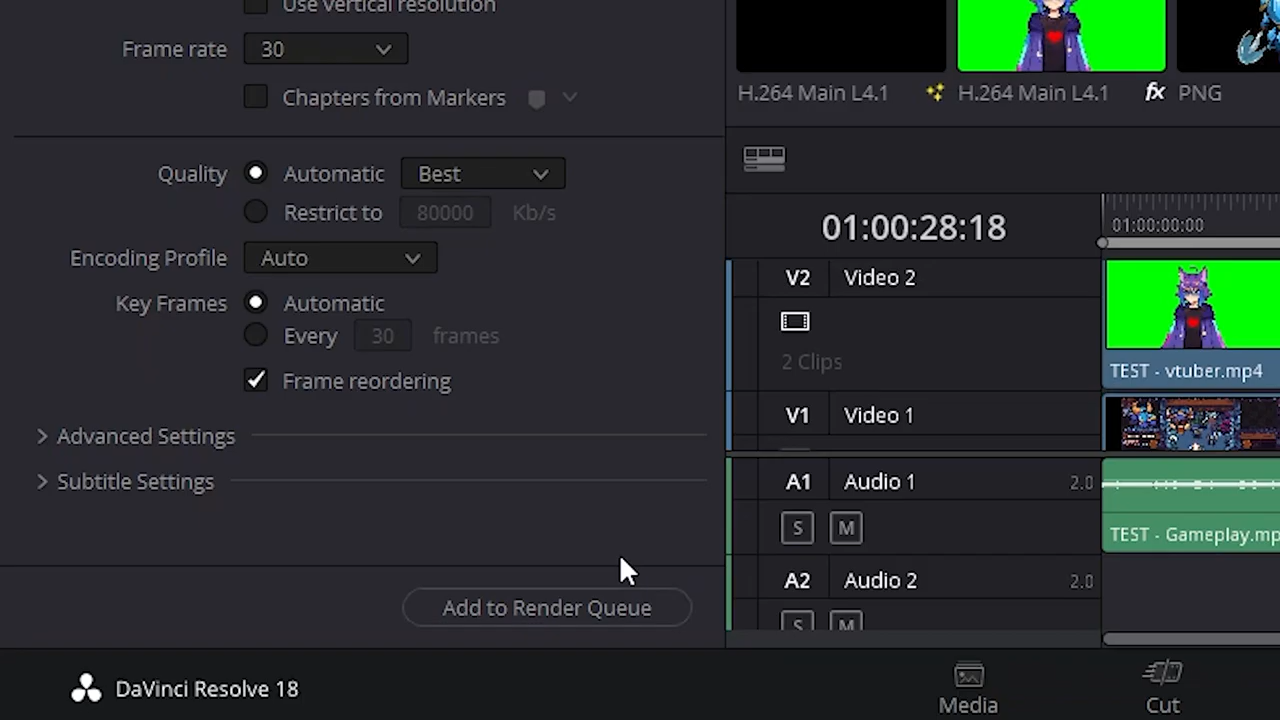 Use vertical resolution
Frame rate 30
Chapters from Markers
Quality Automatic Best
Restrict to 80000 Kb/s
Encoding Profile Auto
Key Frames Automatic
Every 30 frames
Frame reordering
Advanced Settings
Subtitle Settings
Add to Render Queue
H.264 Main L4.1
H.264 Main L4.1
fx PNG
01:00:28:18
01:00:00:00
V2 Video 2
2 Clips
TEST - vtuber.mp4
V1 Video 1
A1 Audio 1 2.0
S M
TEST - Gameplay.mp
A2 Audio 2 2.0
S M
DaVinci Resolve 18
Media
Cut